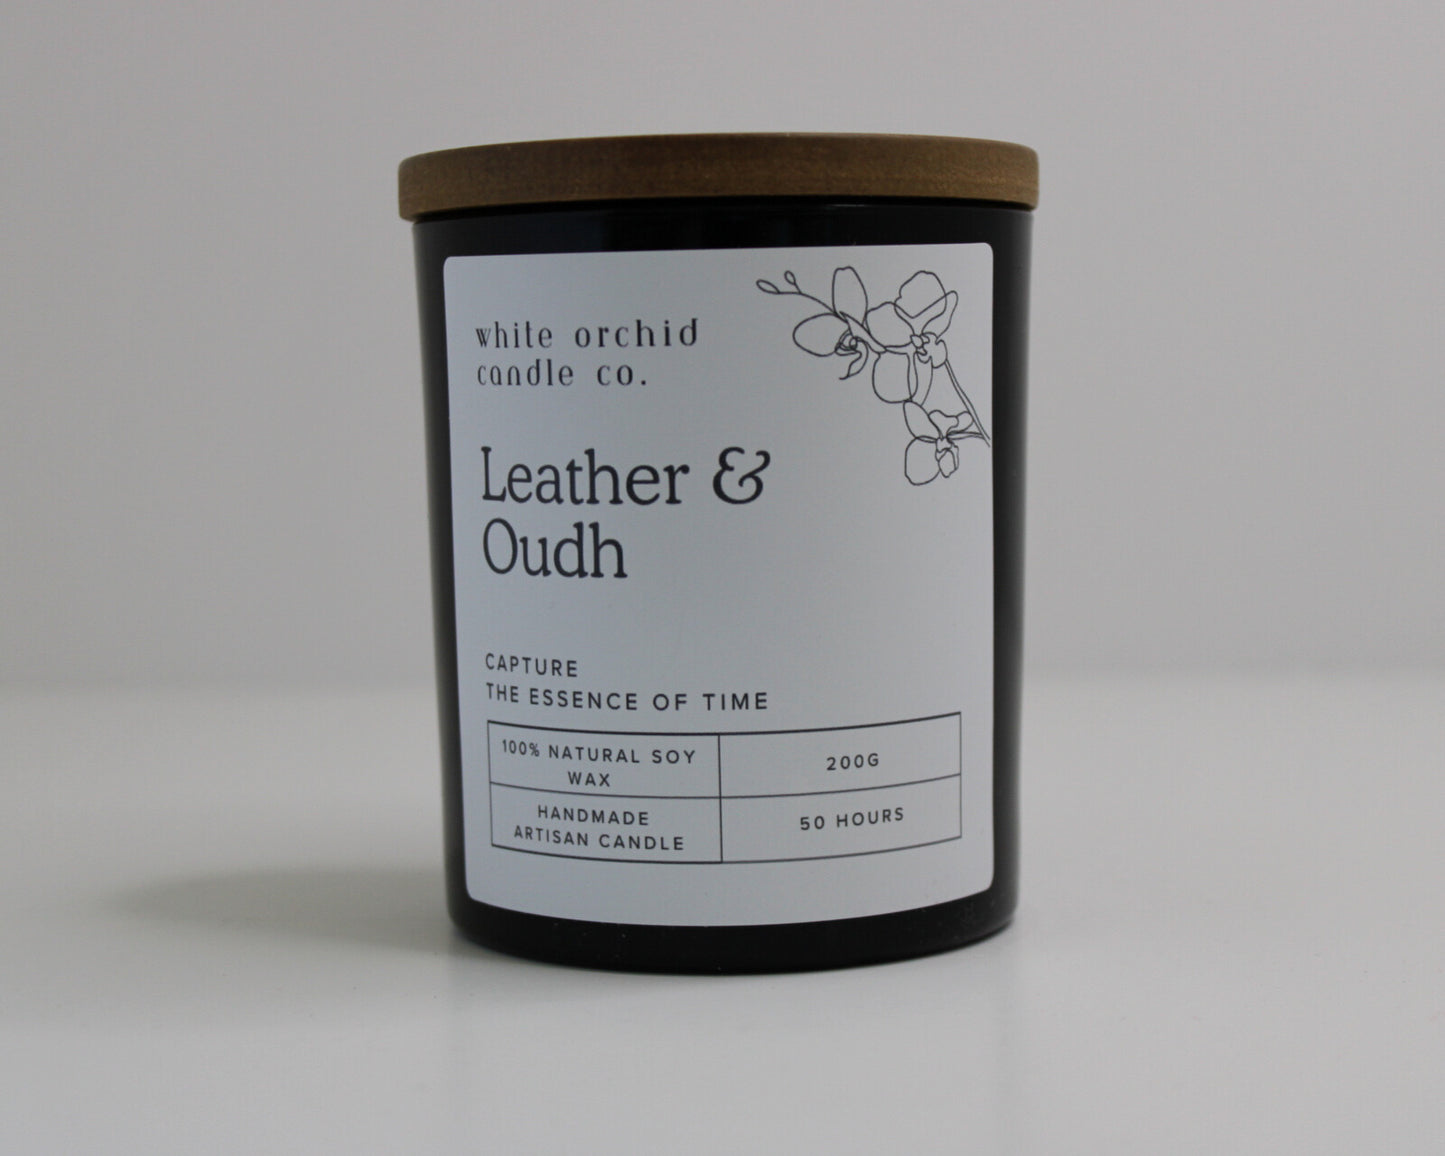 white orchid
candle co.
Leather &
Oudh
CAPTURE
THE ESSENCE OF TIME
100% NATURAL SOY
WAX
200G
HANDMADE
ARTISAN CANDLE
50 HOURS